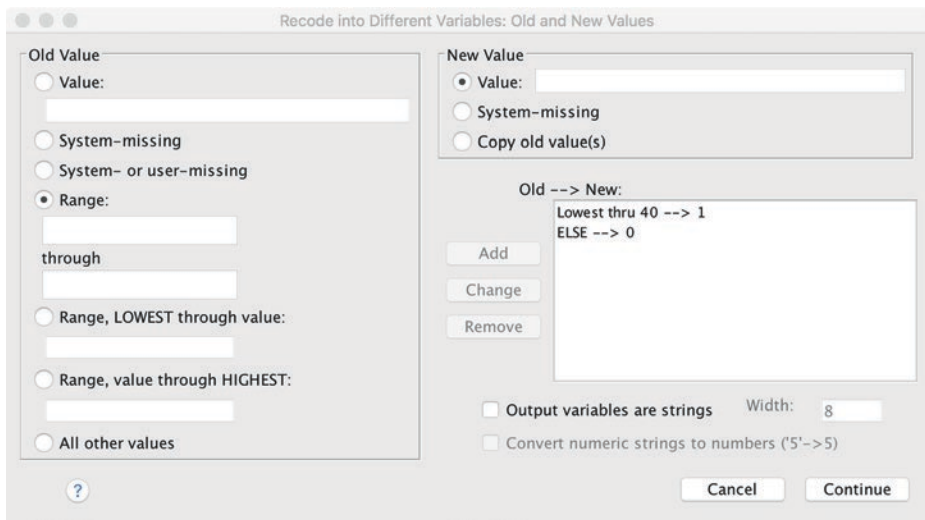 Recode into Different Variables: Old and New Values
Old Value
Value:
System-missing
System- or user-missing
Range:
through
Range, LOWEST through value:
Range, value through HIGHEST:
All other values
New Value
Value:
System-missing
Copy old value(s)
Old --> New:
Lowest thru 40 --> 1
ELSE --> 0
Add
Change
Remove
Output variables are strings
Width:
8
Convert numeric strings to numbers ('5'->5)
?
Cancel
Continue